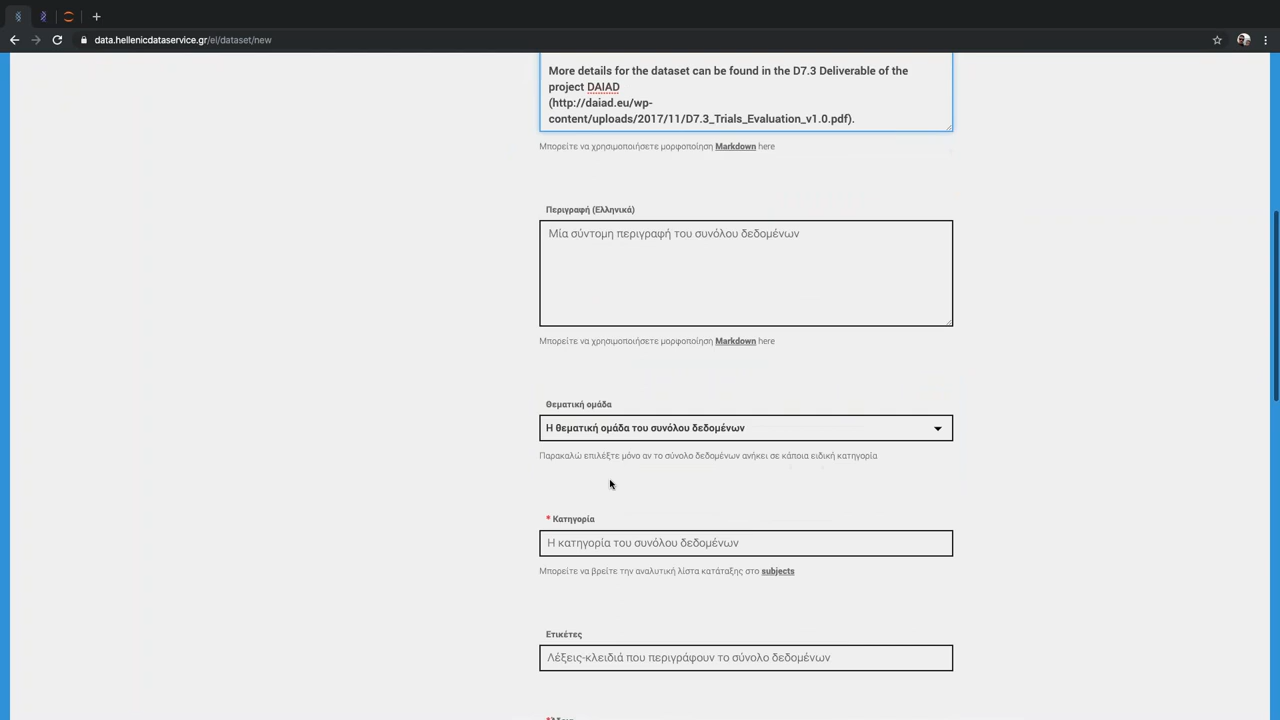 data.hellenicdataservice.gr/el/dataset/new
More details for the dataset can be found in the D7.3 Deliverable of the
project DAIAD
(http://daiad.eu/wp-
content/uploads/2017/11/D7.3_Trials_Evaluation_v1.0.pdf).
Μπορείτε να χρησιμοποιήσετε μορφοποίηση Markdown here
Περιγραφή (Ελληνικά)
Μία σύντομη περιγραφή του συνόλου δεδομένων
Μπορείτε να χρησιμοποιήσετε μορφοποίηση Markdown here
Θεματική ομάδα
Η θεματική ομάδα του συνόλου δεδομένων
Παρακαλώ επιλέξτε μόνο αν το σύνολο δεδομένων ανήκει σε κάποια ειδική κατηγορία
* Κατηγορία
Η κατηγορία του συνόλου δεδομένων
Μπορείτε να βρείτε την αναλυτική λίστα κατάταξης στο subjects
Ετικέτες
Λέξεις-κλειδιά που περιγράφουν το σύνολο δεδομένων